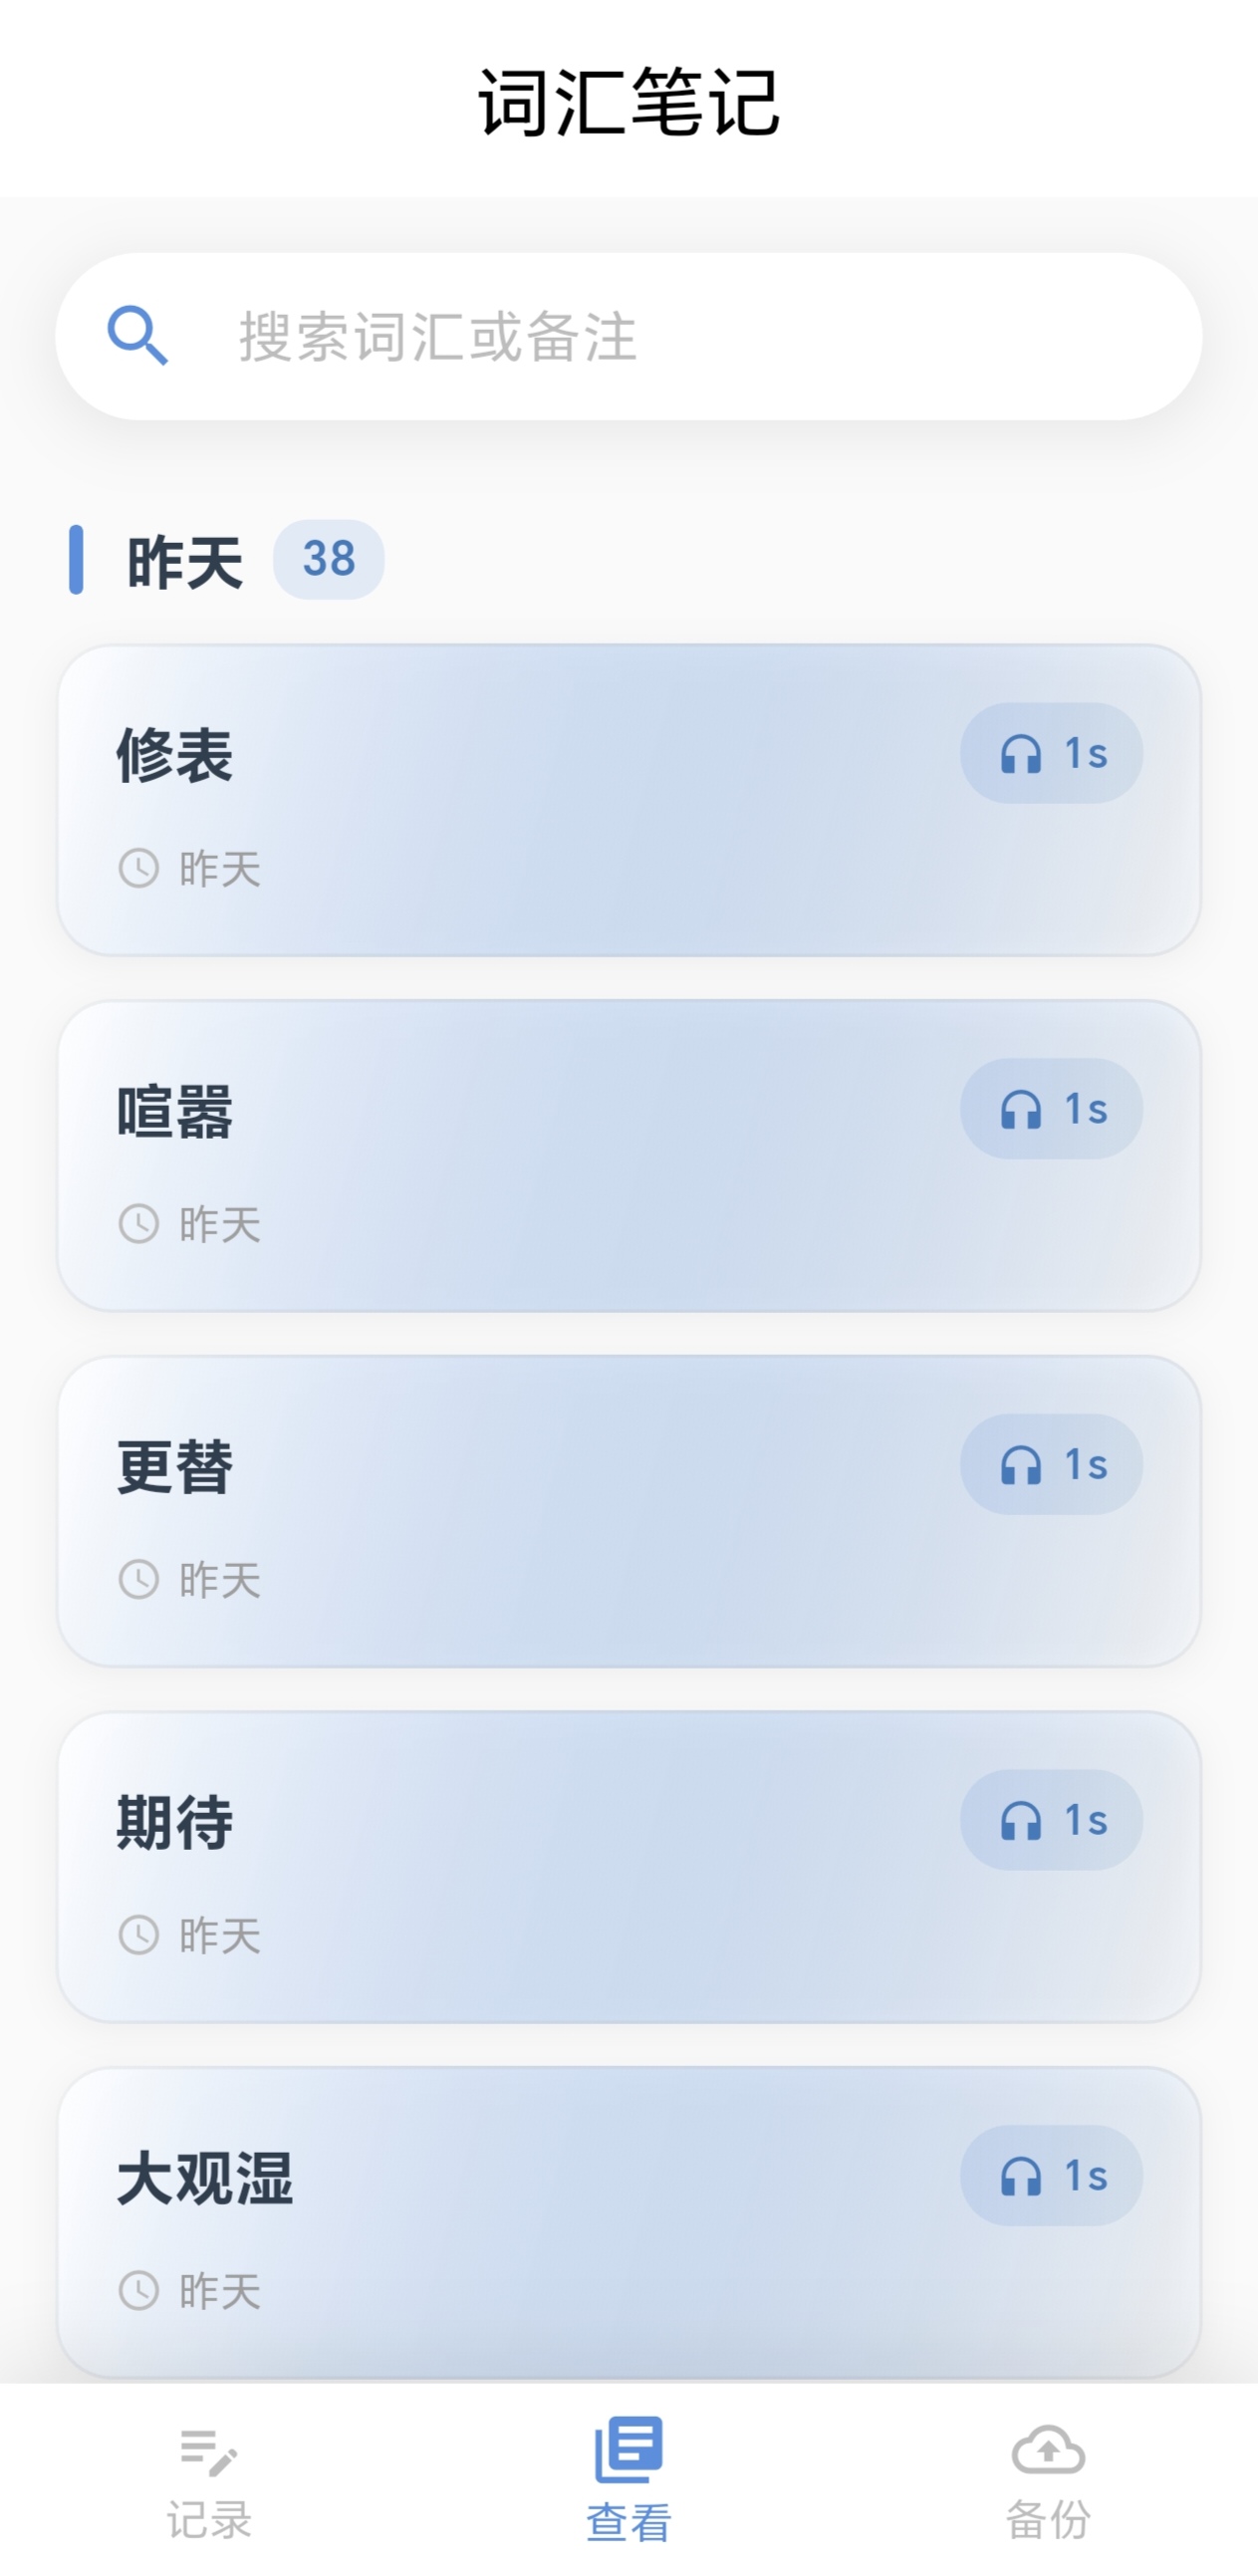 词汇笔记
搜索词汇或备注
昨天 38
修表 1s
昨天
喧嚣 1s
昨天
更替 1s
昨天
期待 1s
昨天
大观湿 1s
昨天
记录 查看 备份